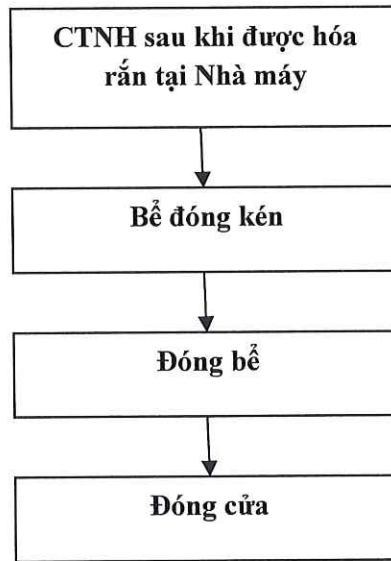 CTNH sau khi được hóa
rắn tại Nhà máy
Bể đóng kén
Đóng bể
Đóng cửa